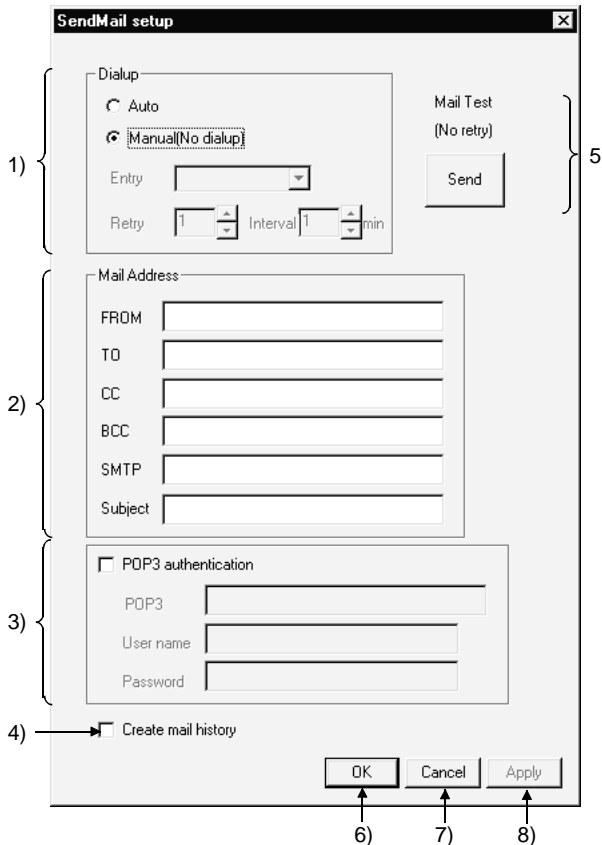 SendMail setup
Dialup
Auto
Manual(No dialup)
Entry
Retry 1 Interval 1 min
1)
Mail Test
(No retry)
Send
5
Mail Address
FROM
TO
CC
BCC
SMTP
Subject
2)
POP3 authentication
POP3
User name
Password
3)
4) Create mail history
OK Cancel Apply
6) 7) 8)